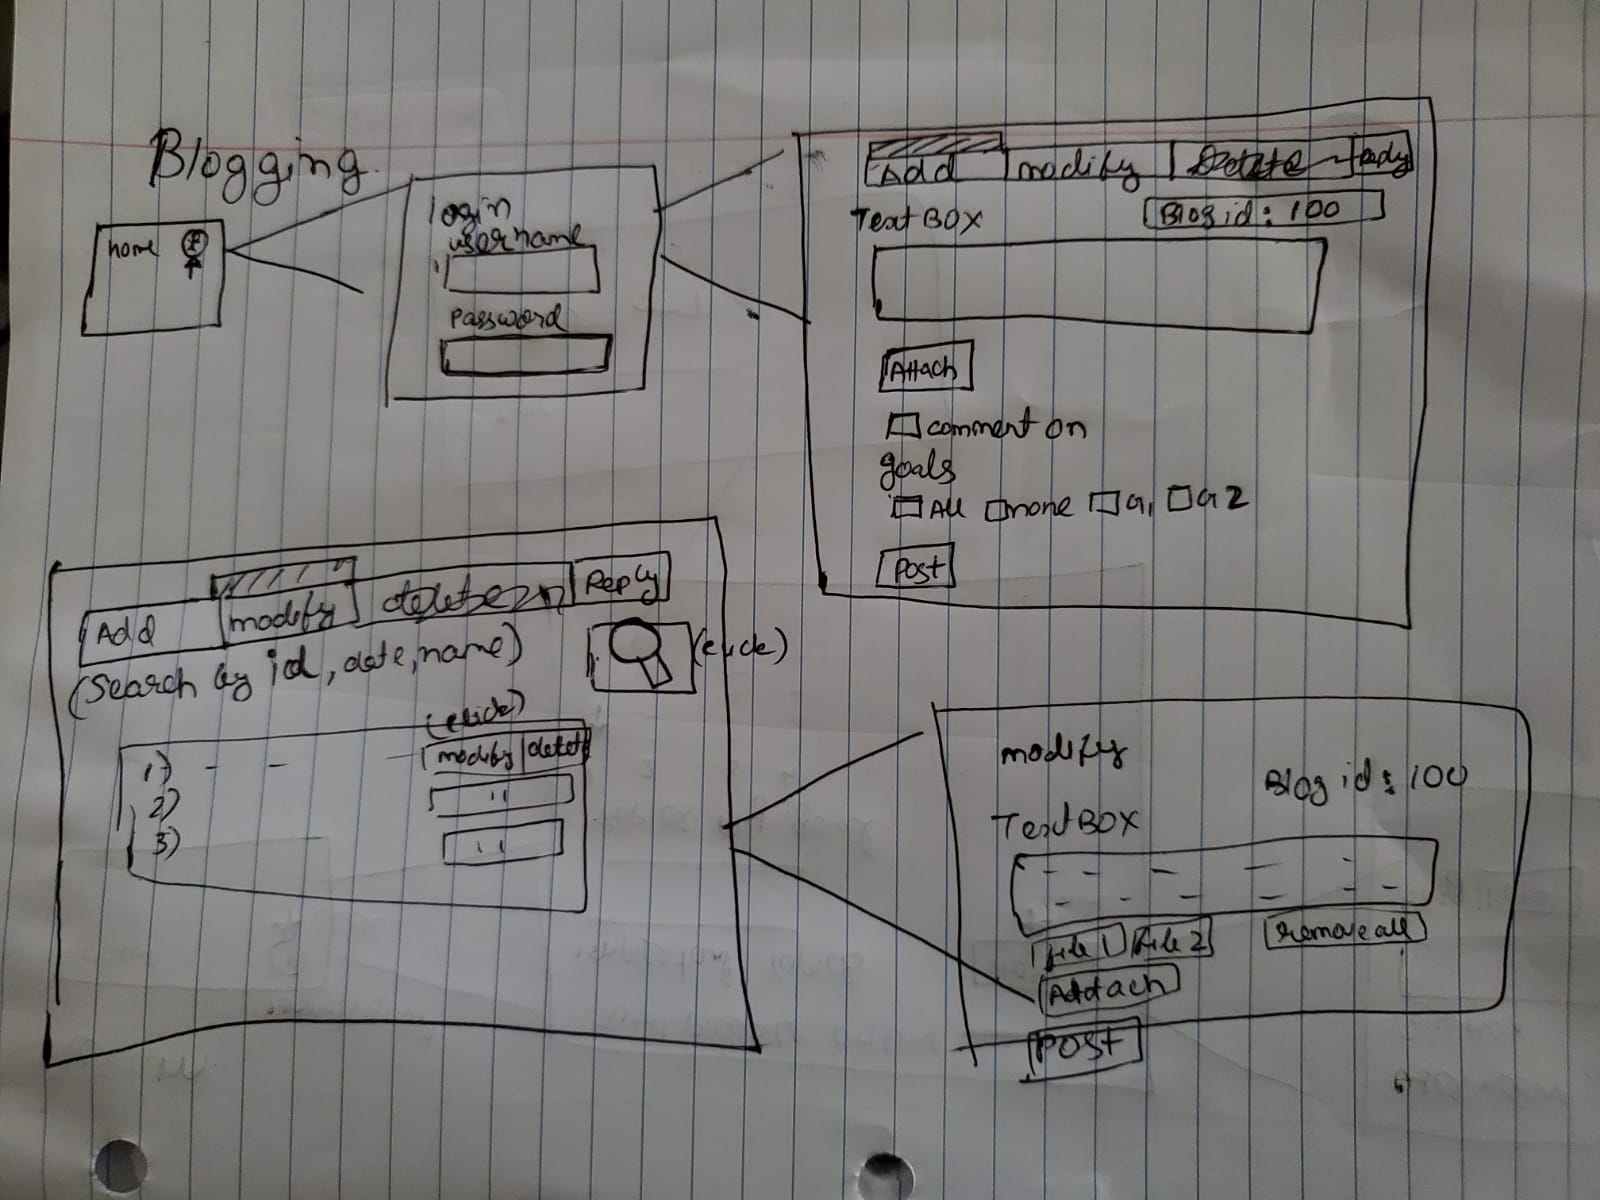 Blogging
home
login
username
password
Add modify Reply
Text BOX
Blog id : 100
Attach
comment on
goals
All none G1 G2
Post
Add modify Reply
(Search by id, date, name)
(click)
(click)
1) - - - modify delete
2) "
3) "
modify
Blog id : 100
Text BOX
file 1 file 2 remove all
Attach
POST